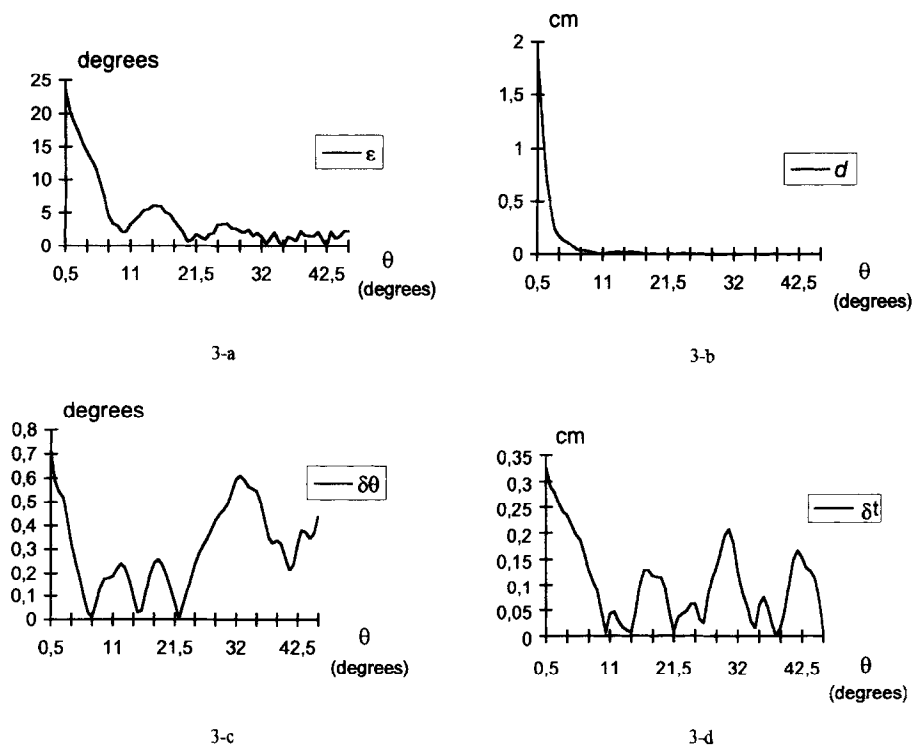 degrees
25
20
15
10
5
0
ε
0,5 11 21,5 32 42,5
θ
(degrees)
3-a
cm
2
1,5
1
0,5
0
d
0,5 11 21,5 32 42,5
θ
(degrees)
3-b
degrees
0,8
0,7
0,6
0,5
0,4
0,3
0,2
0,1
0
δθ
0,5 11 21,5 32 42,5
θ
(degrees)
3-c
cm
0,35
0,3
0,25
0,2
0,15
0,1
0,05
0
δt
0,5 11 21,5 32 42,5
θ
(degrees)
3-d